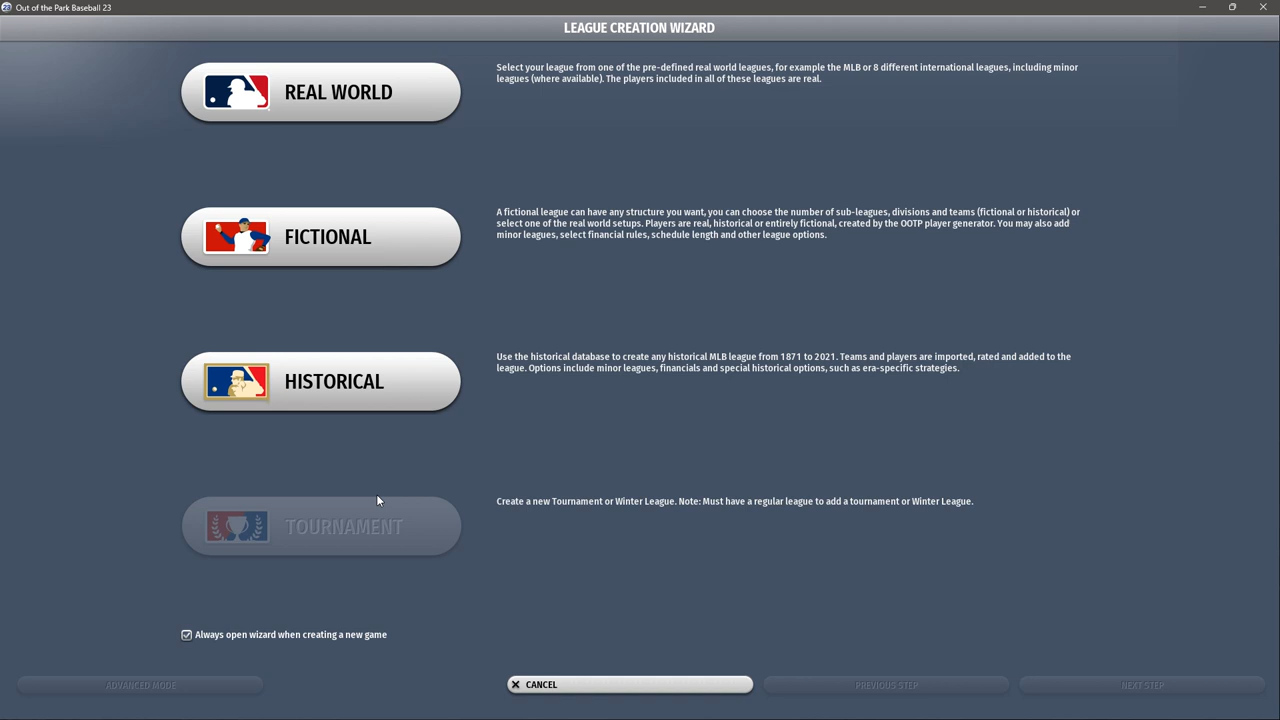 Out of the Park Baseball 23
LEAGUE CREATION WIZARD
REAL WORLD
Select your league from one of the pre-defined real world leagues, for example the MLB or 8 different international leagues, including minor
leagues (where available). The players included in all of these leagues are real.
FICTIONAL
A fictional league can have any structure you want, you can choose the number of sub-leagues, divisions and teams (fictional or historical) or
select one of the real world setups. Players are real, historical or entirely fictional, created by the OOTP player generator. You may also add
minor leagues, select financial rules, schedule length and other league options.
HISTORICAL
Use the historical database to create any historical MLB league from 1871 to 2021. Teams and players are imported, rated and added to the
league. Options include minor leagues, financials and special historical options, such as era-specific strategies.
TOURNAMENT
Create a new Tournament or Winter League. Note: Must have a regular league to add a tournament or Winter League.
Always open wizard when creating a new game
ADVANCED MODE
CANCEL
PREVIOUS STEP
NEXT STEP